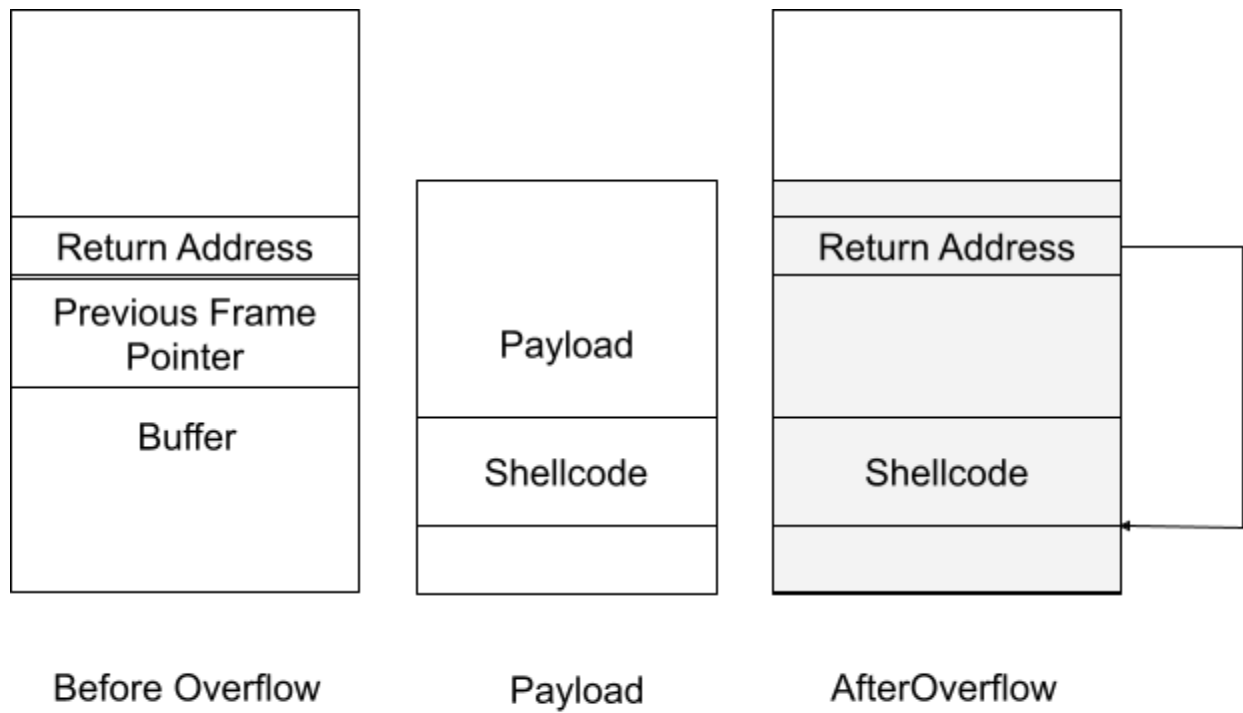 Return Address
Previous Frame
Pointer
Buffer
Before Overflow
Payload
Shellcode
Payload
Return Address
Shellcode
AfterOverflow